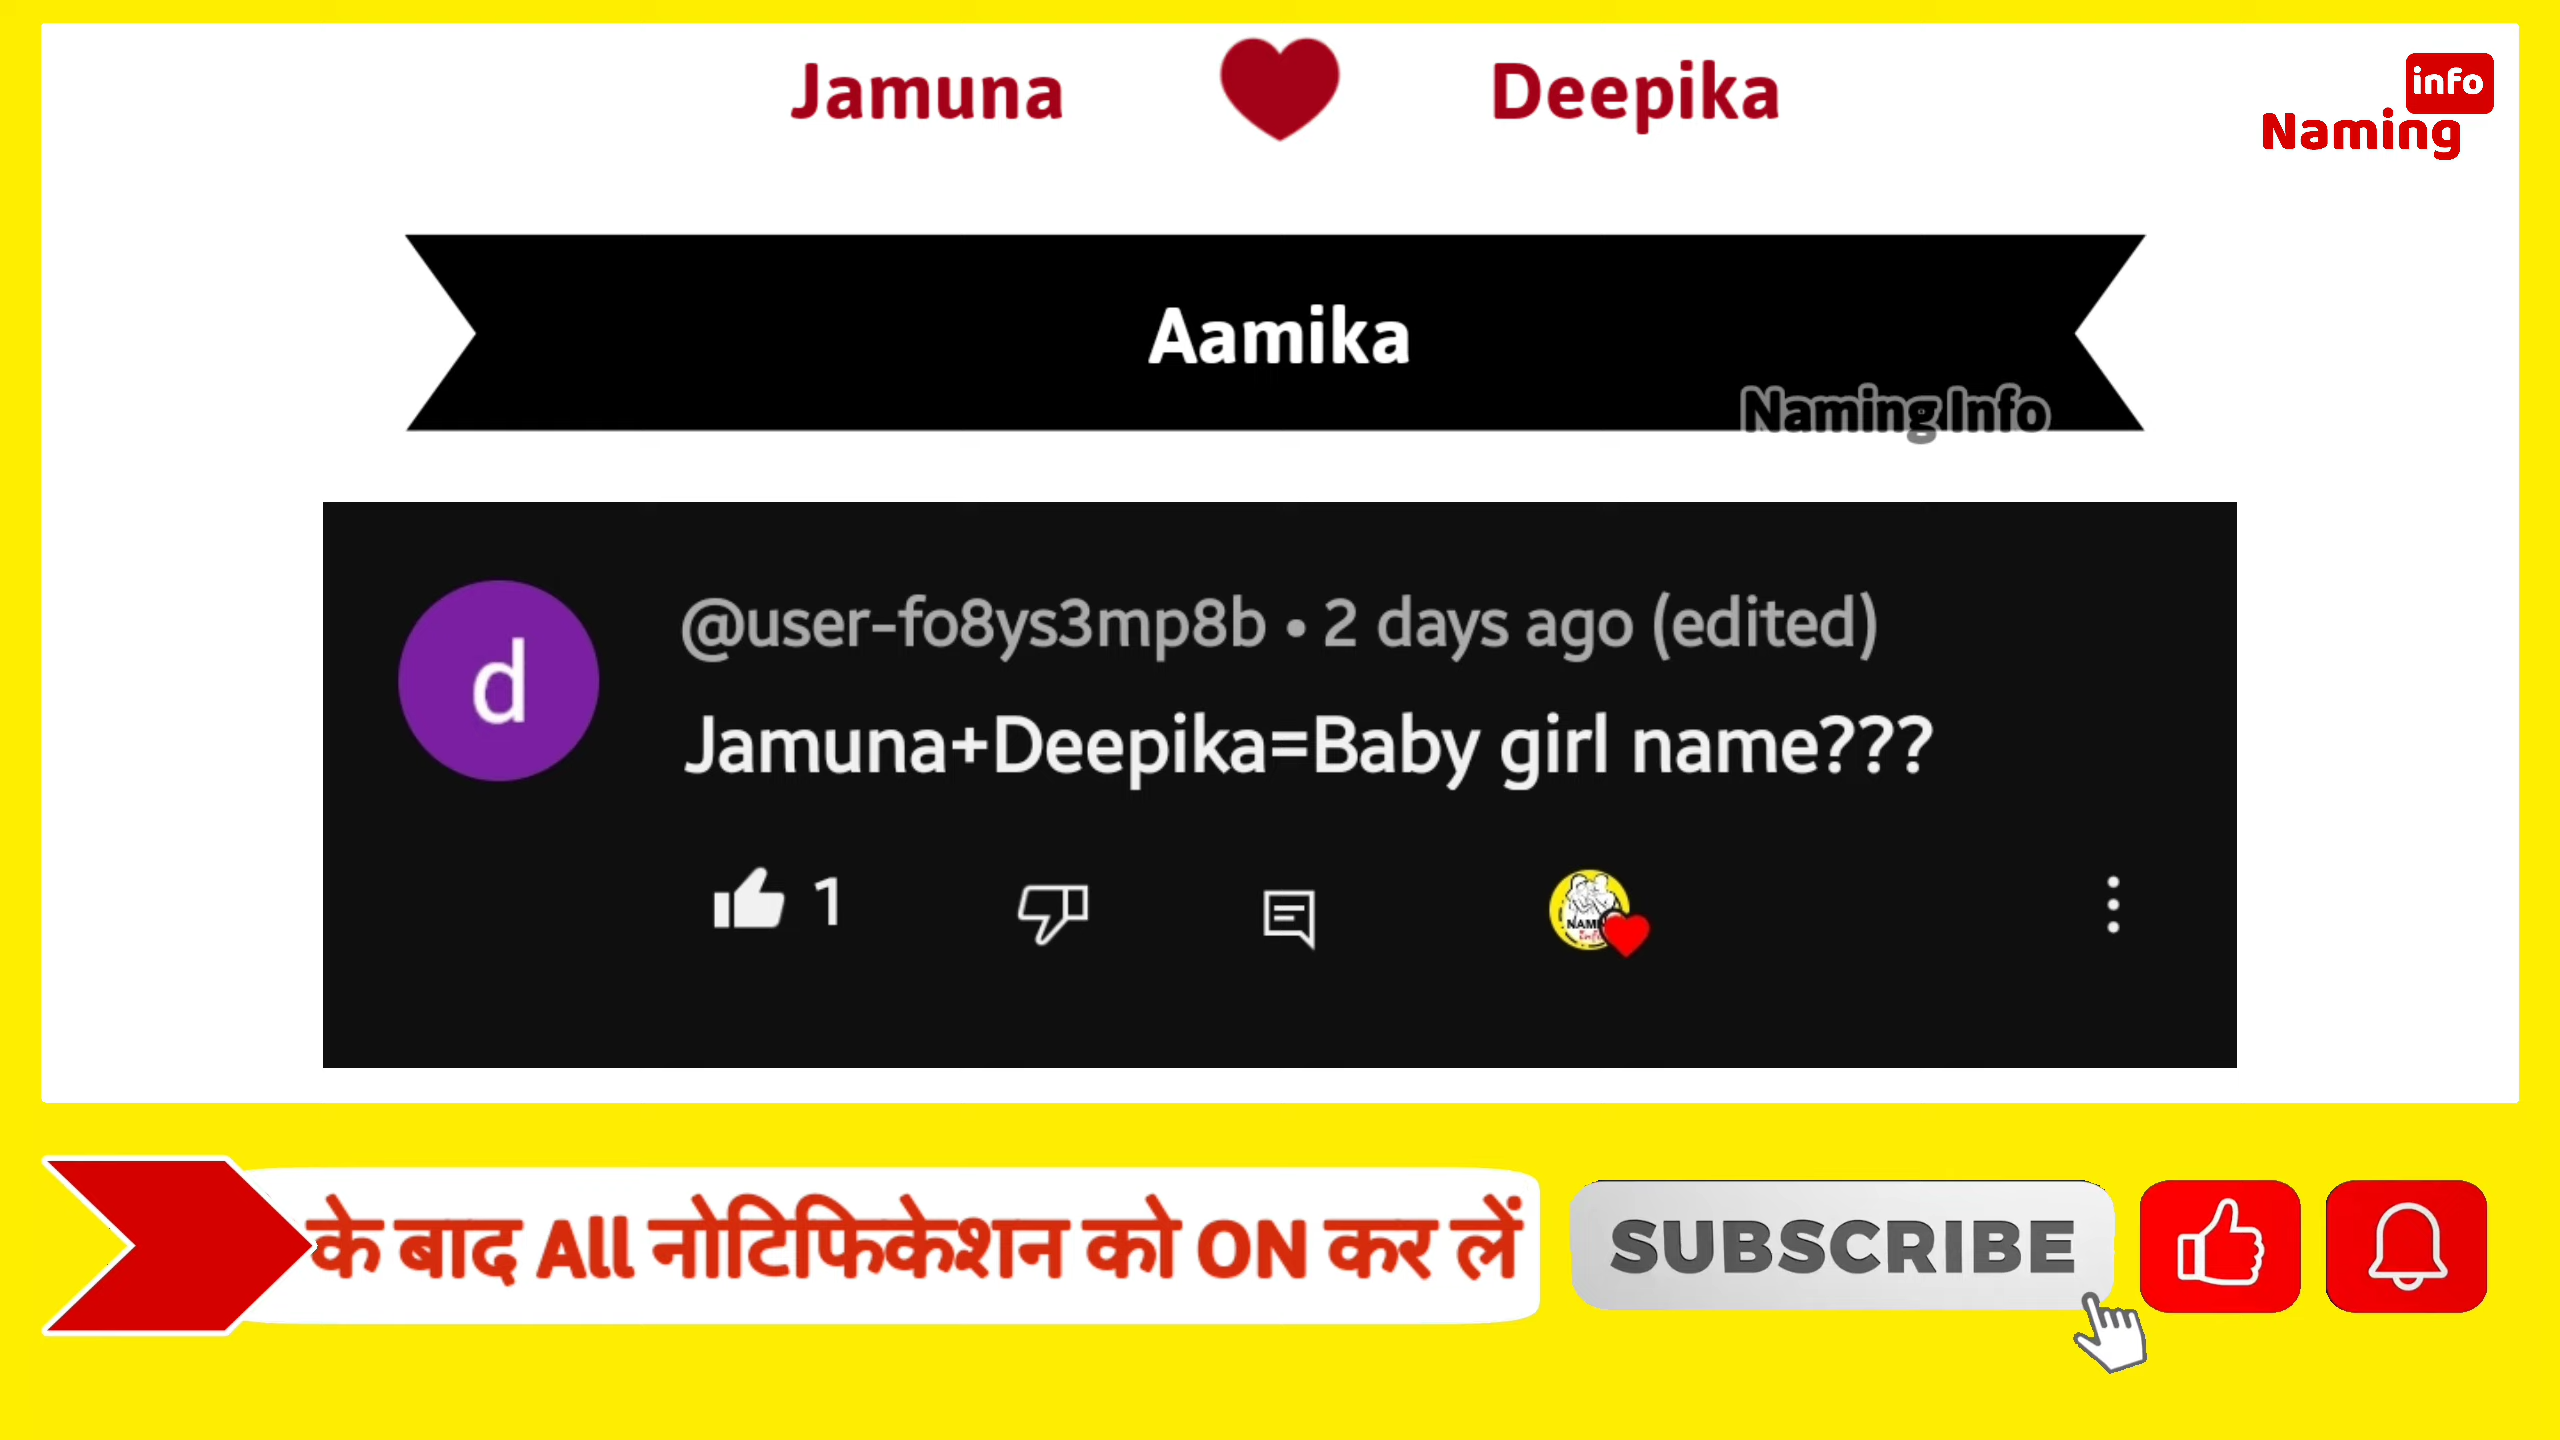 Jamuna Deepika
info
Naming
Aamika
Naming Info
d
@user-fo8ys3mp8b • 2 days ago (edited)
Jamuna+Deepika=Baby girl name???
1
के बाद All नोटिफिकेशन को ON कर लें
SUBSCRIBE